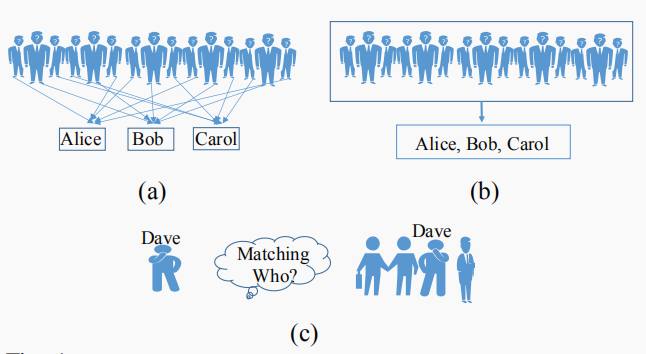 Alice
Bob
Carol
(a)
Alice, Bob, Carol
(b)
Dave
Matching
Who?
Dave
(c)